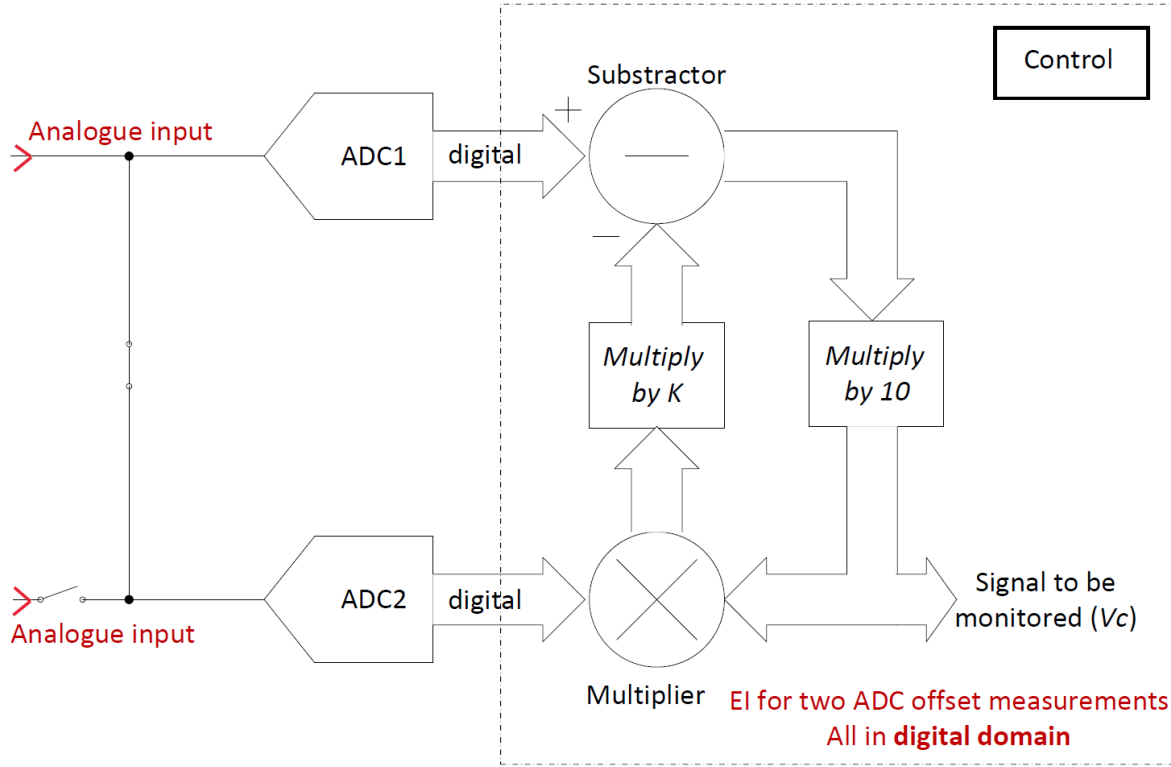 Control
Substractor
Analogue input
ADC1
digital
+
−
−
Multiply
by K
Multiply
by 10
ADC2
digital
Analogue input
Signal to be
monitored (Vc)
Multiplier
EI for two ADC offset measurements
All in digital domain